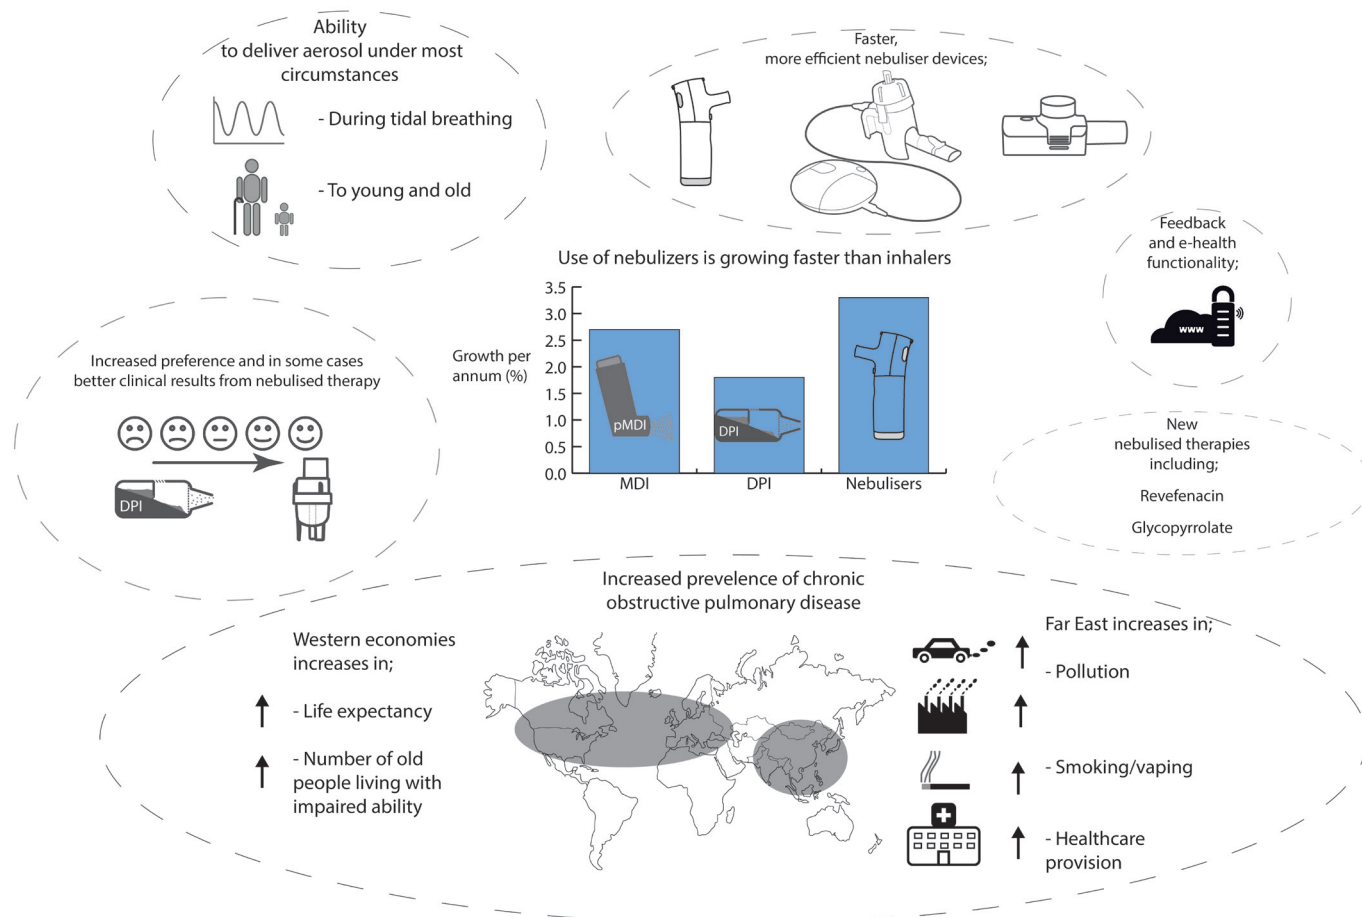 Ability
to deliver aerosol under most
circumstances
- During tidal breathing
- To young and old
Faster,
more efficient nebuliser devices;
Feedback
and e-health
functionality;
www
Use of nebulizers is growing faster than inhalers
Growth per
annum (%)
3.5
3.0
2.5
2.0
1.5
1.0
0.5
0.0
pMDI
DPI
MDI
DPI
Nebulisers
Increased preference and in some cases
better clinical results from nebulised therapy
DPI
New
nebulised therapies
including;
Revefenacin
Glycopyrrolate
Increased prevelence of chronic
obstructive pulmonary disease
Western economies
increases in;
- Life expectancy
- Number of old
people living with
impaired ability
Far East increases in;
- Pollution
- Smoking/vaping
- Healthcare
provision